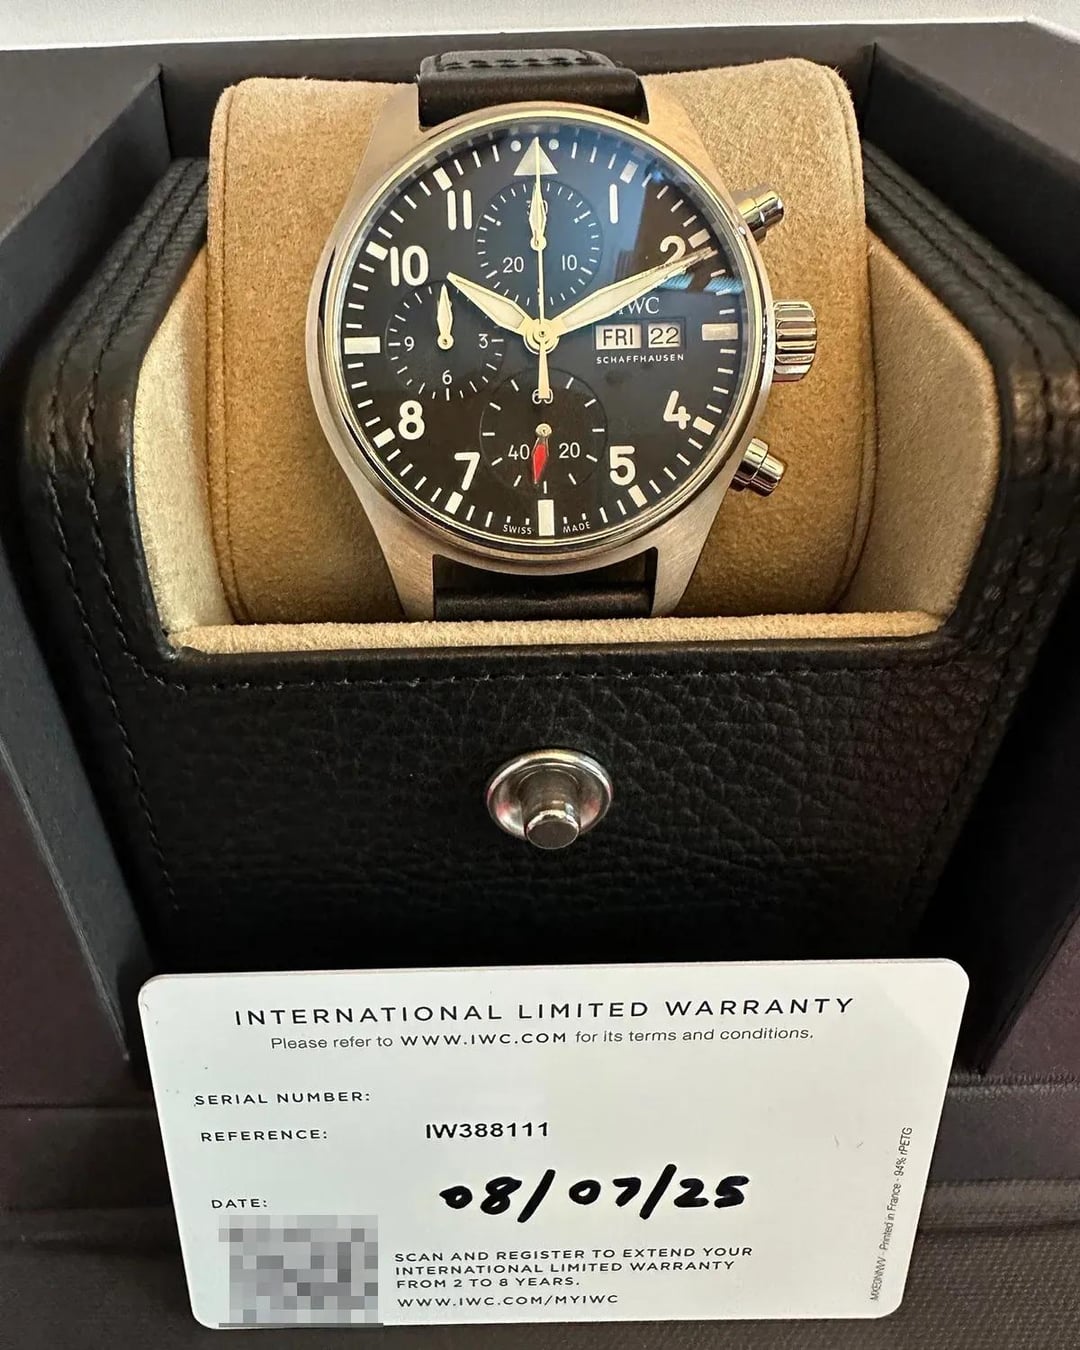 11
1
30
10
2
20 10
IWC
FRI 22
SCHAFFHAUSEN
9 3
6
60
8
4
40 20
7
5
SWISS MADE
INTERNATIONAL LIMITED WARRANTY
Please refer to WWW.IWC.COM for its terms and conditions.
SERIAL NUMBER:
REFERENCE: IW388111
DATE: 08/07/25
SCAN AND REGISTER TO EXTEND YOUR
INTERNATIONAL LIMITED WARRANTY
FROM 2 TO 8 YEARS.
WWW.IWC.COM/MYIWC
Printed in France - 94% rPETG